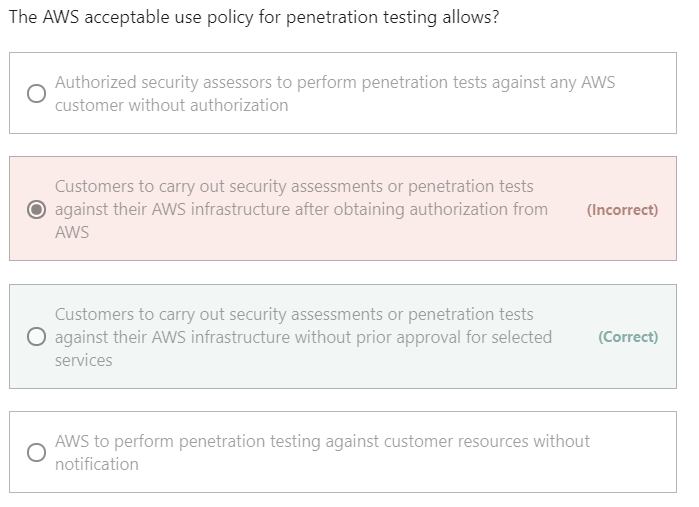 The AWS acceptable use policy for penetration testing allows?
Authorized security assessors to perform penetration tests against any AWS
customer without authorization
Customers to carry out security assessments or penetration tests
against their AWS infrastructure after obtaining authorization from
AWS
(Incorrect)
Customers to carry out security assessments or penetration tests
against their AWS infrastructure without prior approval for selected
services
(Correct)
AWS to perform penetration testing against customer resources without
notification